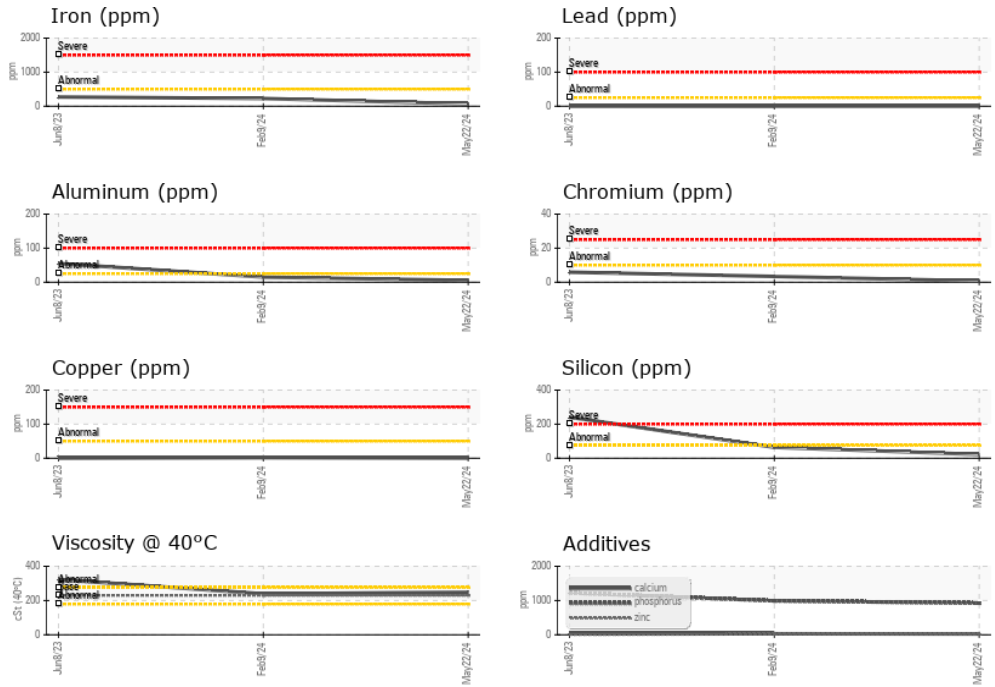 Iron (ppm)
2000
1000
0
ppm
Severe
Abnormal
Jun8/23
Feb9/24
May22/24
Lead (ppm)
200
100
0
ppm
Severe
Abnormal
Jun8/23
Feb9/24
May22/24
Aluminum (ppm)
200
100
0
ppm
Severe
Abnormal
Jun8/23
Feb9/24
May22/24
Chromium (ppm)
40
20
0
ppm
Severe
Abnormal
Jun8/23
Feb9/24
May22/24
Copper (ppm)
200
100
0
ppm
Severe
Abnormal
Jun8/23
Feb9/24
May22/24
Silicon (ppm)
400
200
0
ppm
Severe
Abnormal
Jun8/23
Feb9/24
May22/24
Viscosity @ 40°C
400
200
0
cSt (40°C)
Abnormal
Base
Abnormal
Jun8/23
Feb9/24
May22/24
Additives
2000
1000
0
ppm
calcium
phosphorus
zinc
Jun8/23
Feb9/24
May22/24